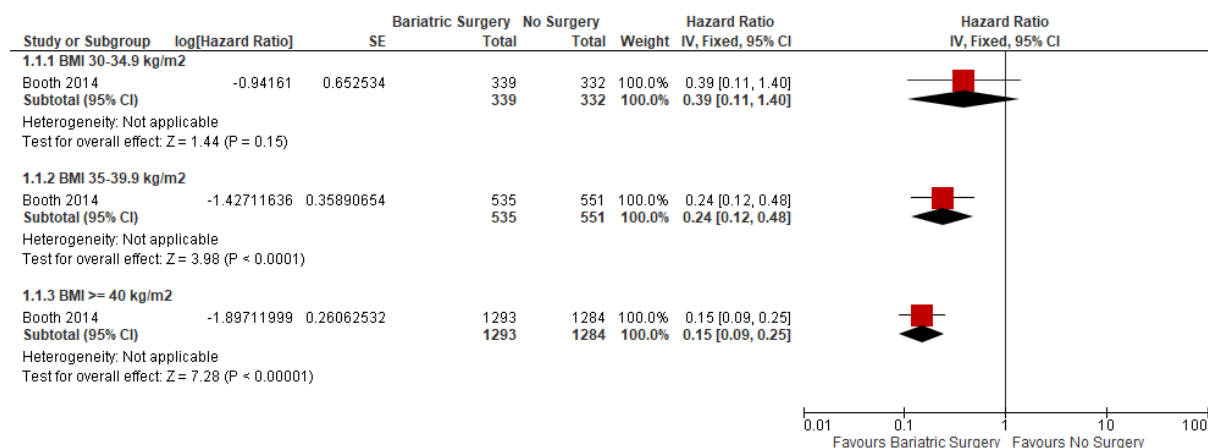 Bariatric Surgery No Surgery Hazard Ratio Hazard Ratio
Study or Subgroup log[Hazard Ratio] SE Total Total Weight IV, Fixed, 95% CI IV, Fixed, 95% CI
1.1.1 BMI 30-34.9 kg/m2
Booth 2014 -0.94161 0.652534 339 332 100.0% 0.39 [0.11, 1.40]
Subtotal (95% CI) 339 332 100.0% 0.39 [0.11, 1.40]
Heterogeneity: Not applicable
Test for overall effect: Z = 1.44 (P = 0.15)
1.1.2 BMI 35-39.9 kg/m2
Booth 2014 -1.42711636 0.35890654 535 551 100.0% 0.24 [0.12, 0.48]
Subtotal (95% CI) 535 551 100.0% 0.24 [0.12, 0.48]
Heterogeneity: Not applicable
Test for overall effect: Z = 3.98 (P < 0.0001)
1.1.3 BMI >= 40 kg/m2
Booth 2014 -1.89711999 0.26062532 1293 1284 100.0% 0.15 [0.09, 0.25]
Subtotal (95% CI) 1293 1284 100.0% 0.15 [0.09, 0.25]
Heterogeneity: Not applicable
Test for overall effect: Z = 7.28 (P < 0.00001)
0.01 0.1 1 10 100
Favours Bariatric Surgery Favours No Surgery